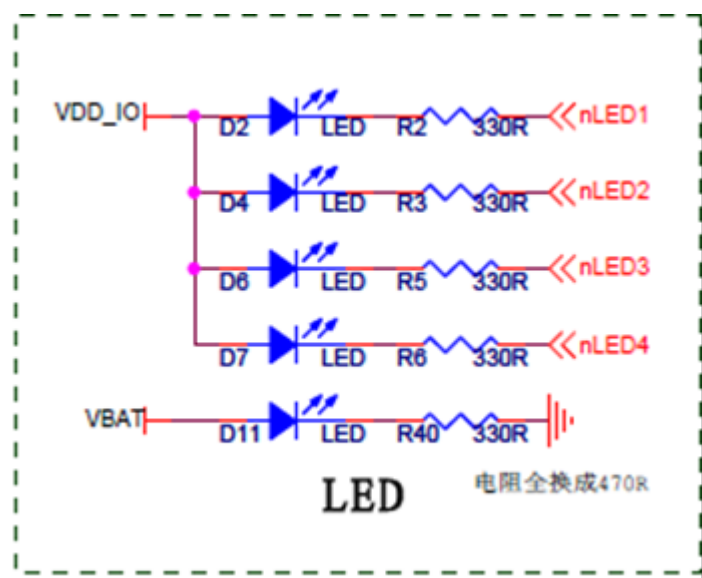 VDD_IO D2 LED R2 330R nLED1
D4 LED R3 330R nLED2
D6 LED R5 330R nLED3
D7 LED R6 330R nLED4
VBAT D11 LED R40 330R
LED
电阻全换成470R